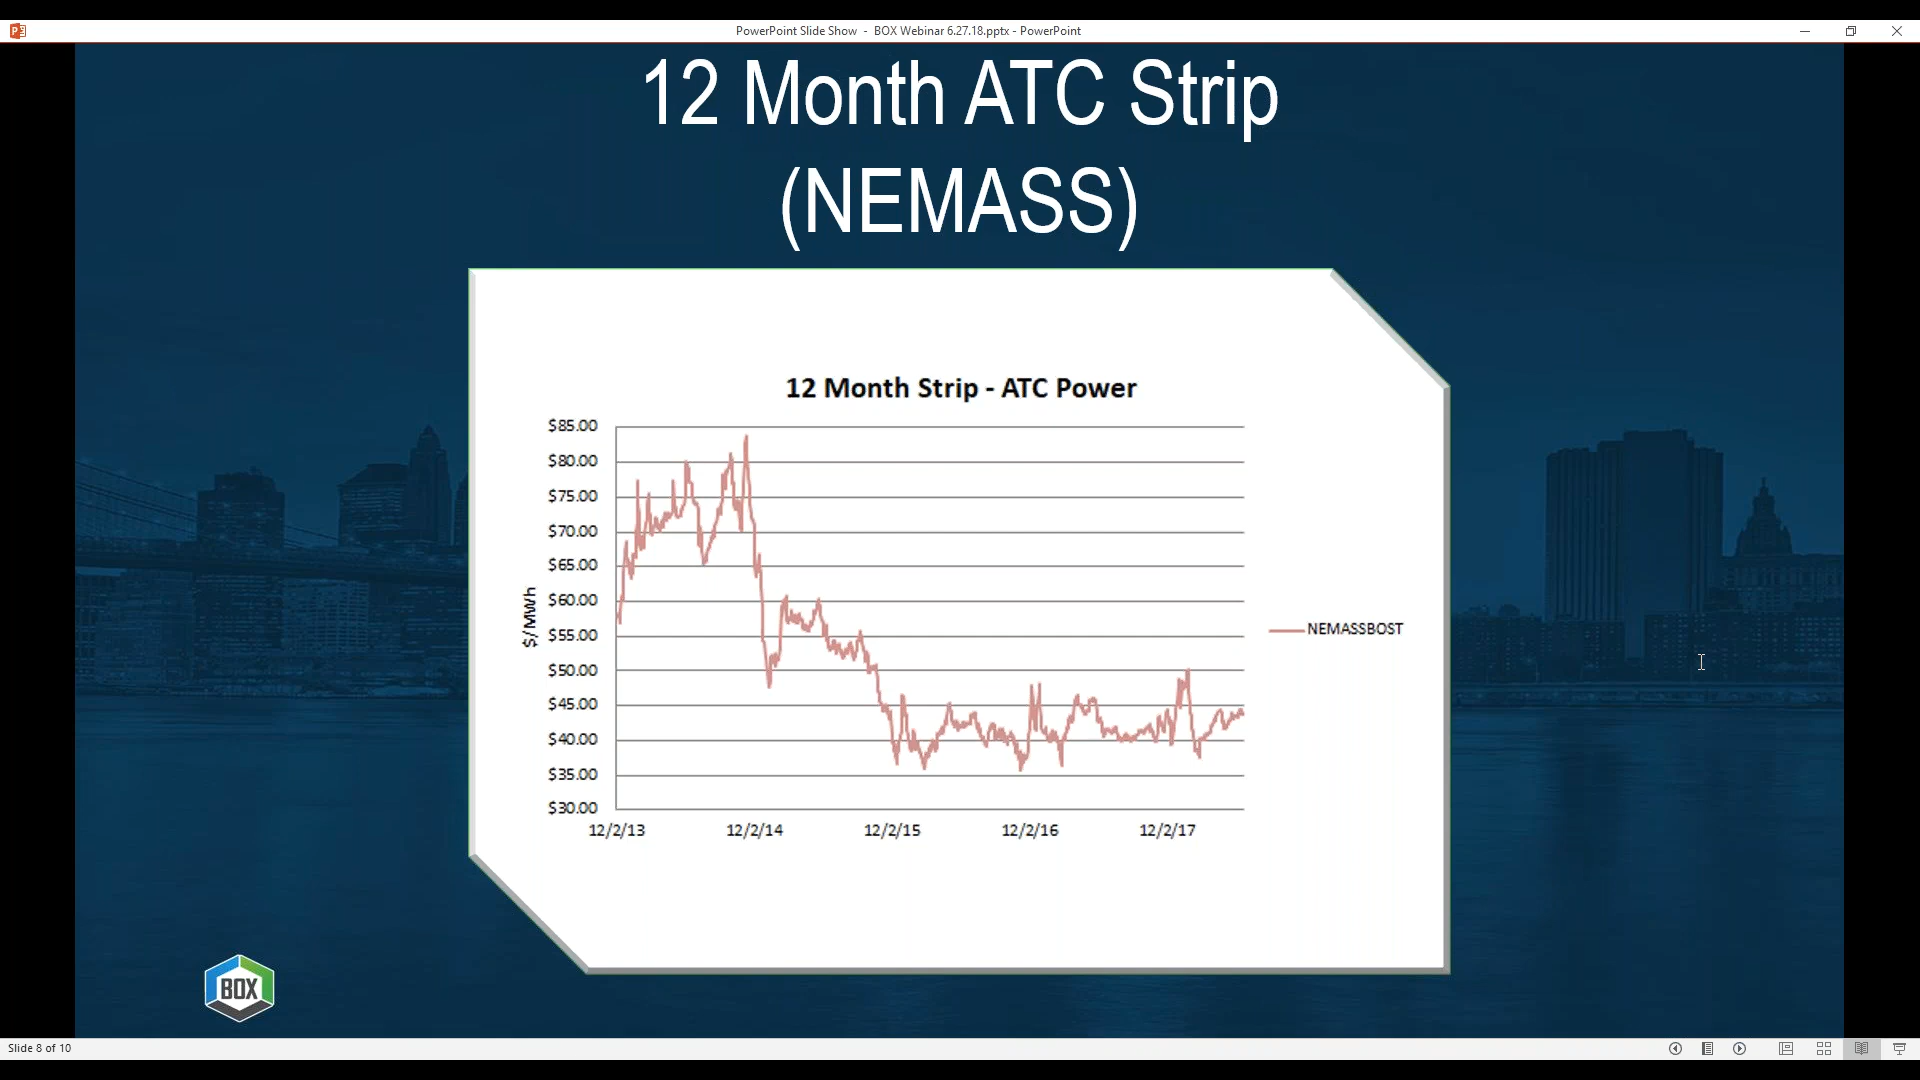 PowerPoint Slide Show - BOX Webinar 6.27.18.pptx - PowerPoint
12 Month ATC Strip
(NEMASS)
12 Month Strip - ATC Power
$85.00
$80.00
$75.00
$70.00
$65.00
$60.00
$55.00
$50.00
$45.00
$40.00
$35.00
$30.00
$/MWh
12/2/13 12/2/14 12/2/15 12/2/16 12/2/17
NEMASSBOST
BOX
Slide 8 of 10